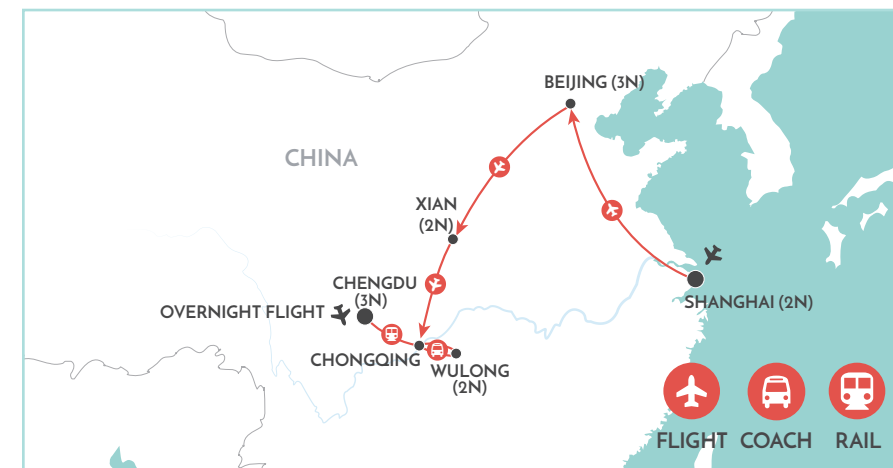 BEIJING (3N)
CHINA
XIAN
(2N)
CHENGDU
(3N)
OVERNIGHT FLIGHT
SHANGHAI (2N)
CHONGQING
WULONG
(2N)
FLIGHT
COACH
RAIL